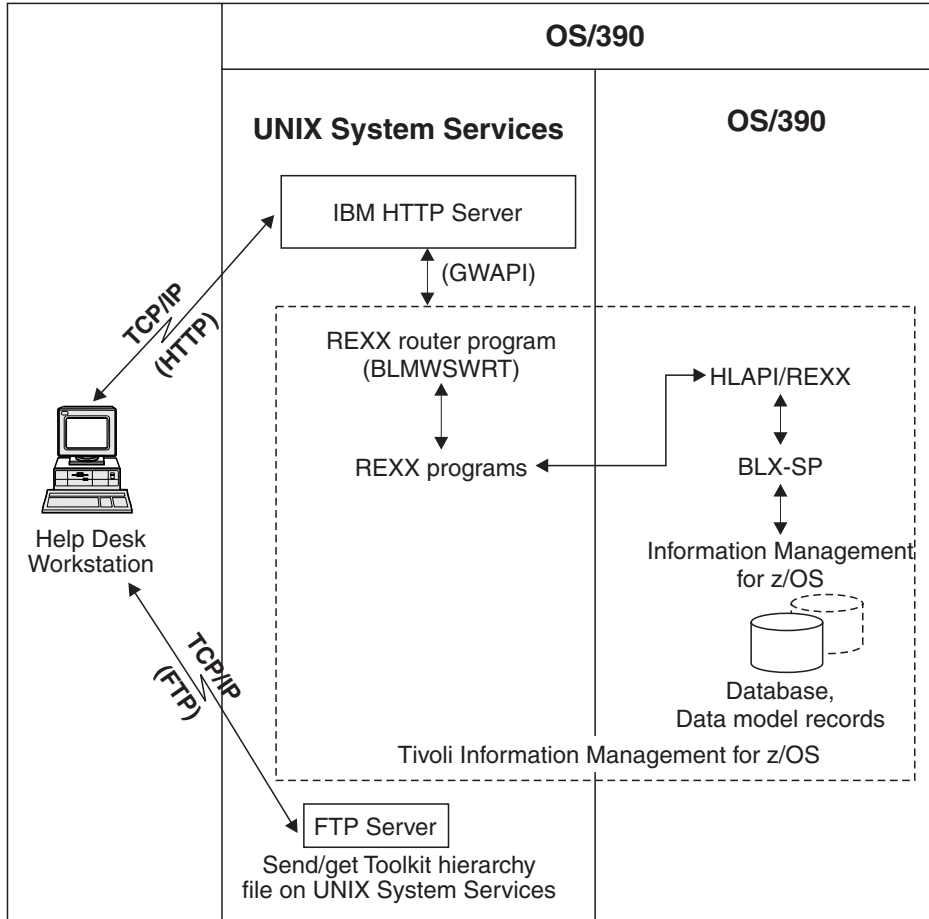 OS/390
UNIX System Services
OS/390
IBM HTTP Server
(GWAPI)
TCP/IP
(HTTP)
REXX router program
(BLMWSWRT)
HLAPI/REXX
REXX programs
BLX-SP
Help Desk
Workstation
Information Management
for z/OS
TCP/IP
(FTP)
Database,
Data model records
Tivoli Information Management for z/OS
FTP Server
Send/get Toolkit hierarchy
file on UNIX System Services